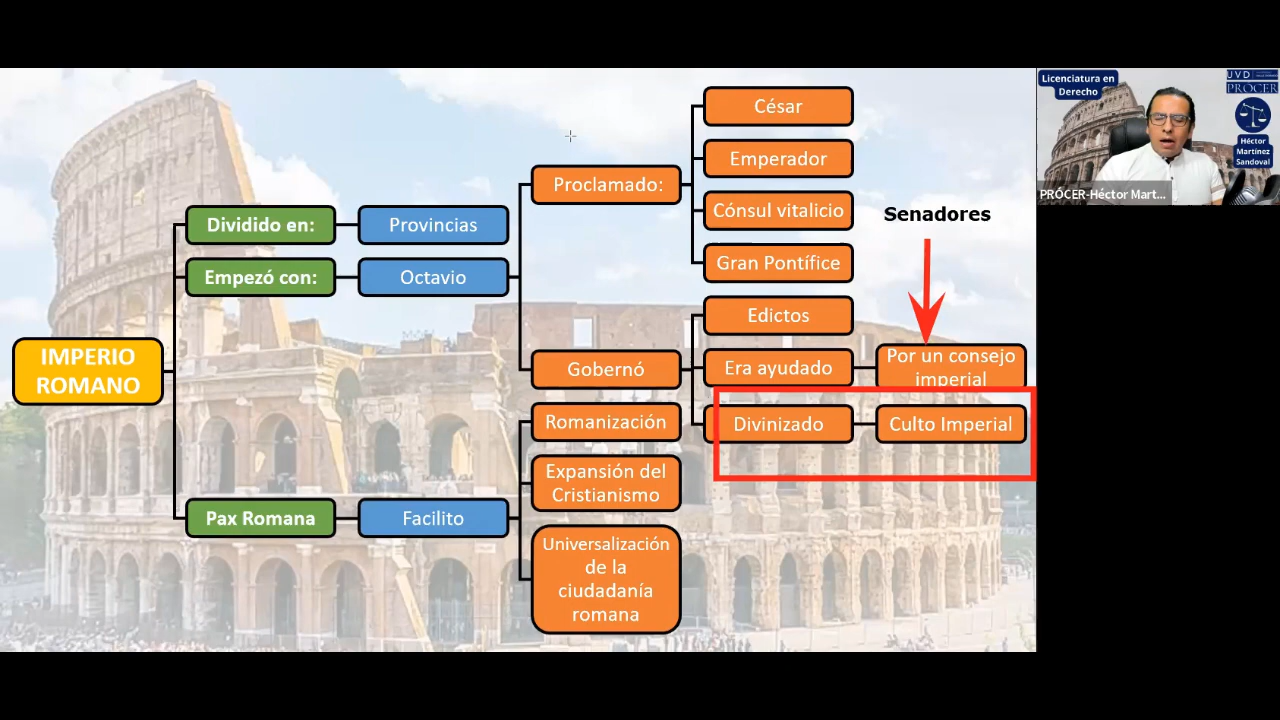 IMPERIO
ROMANO
Dividido en:
Provincias
Empezó con:
Octavio
Proclamado:
César
Emperador
Cónsul vitalicio
Gran Pontífice
Gobernó
Edictos
Era ayudado
Por un consejo
imperial
Senadores
Divinizado
Culto Imperial
Pax Romana
Facilito
Romanización
Expansión del
Cristianismo
Universalización
de la
ciudadanía
romana
Licenciatura en
Derecho
UVD
PRÓCER
Héctor
Martínez
Sandoval
PRÓCER-Héctor Mart...